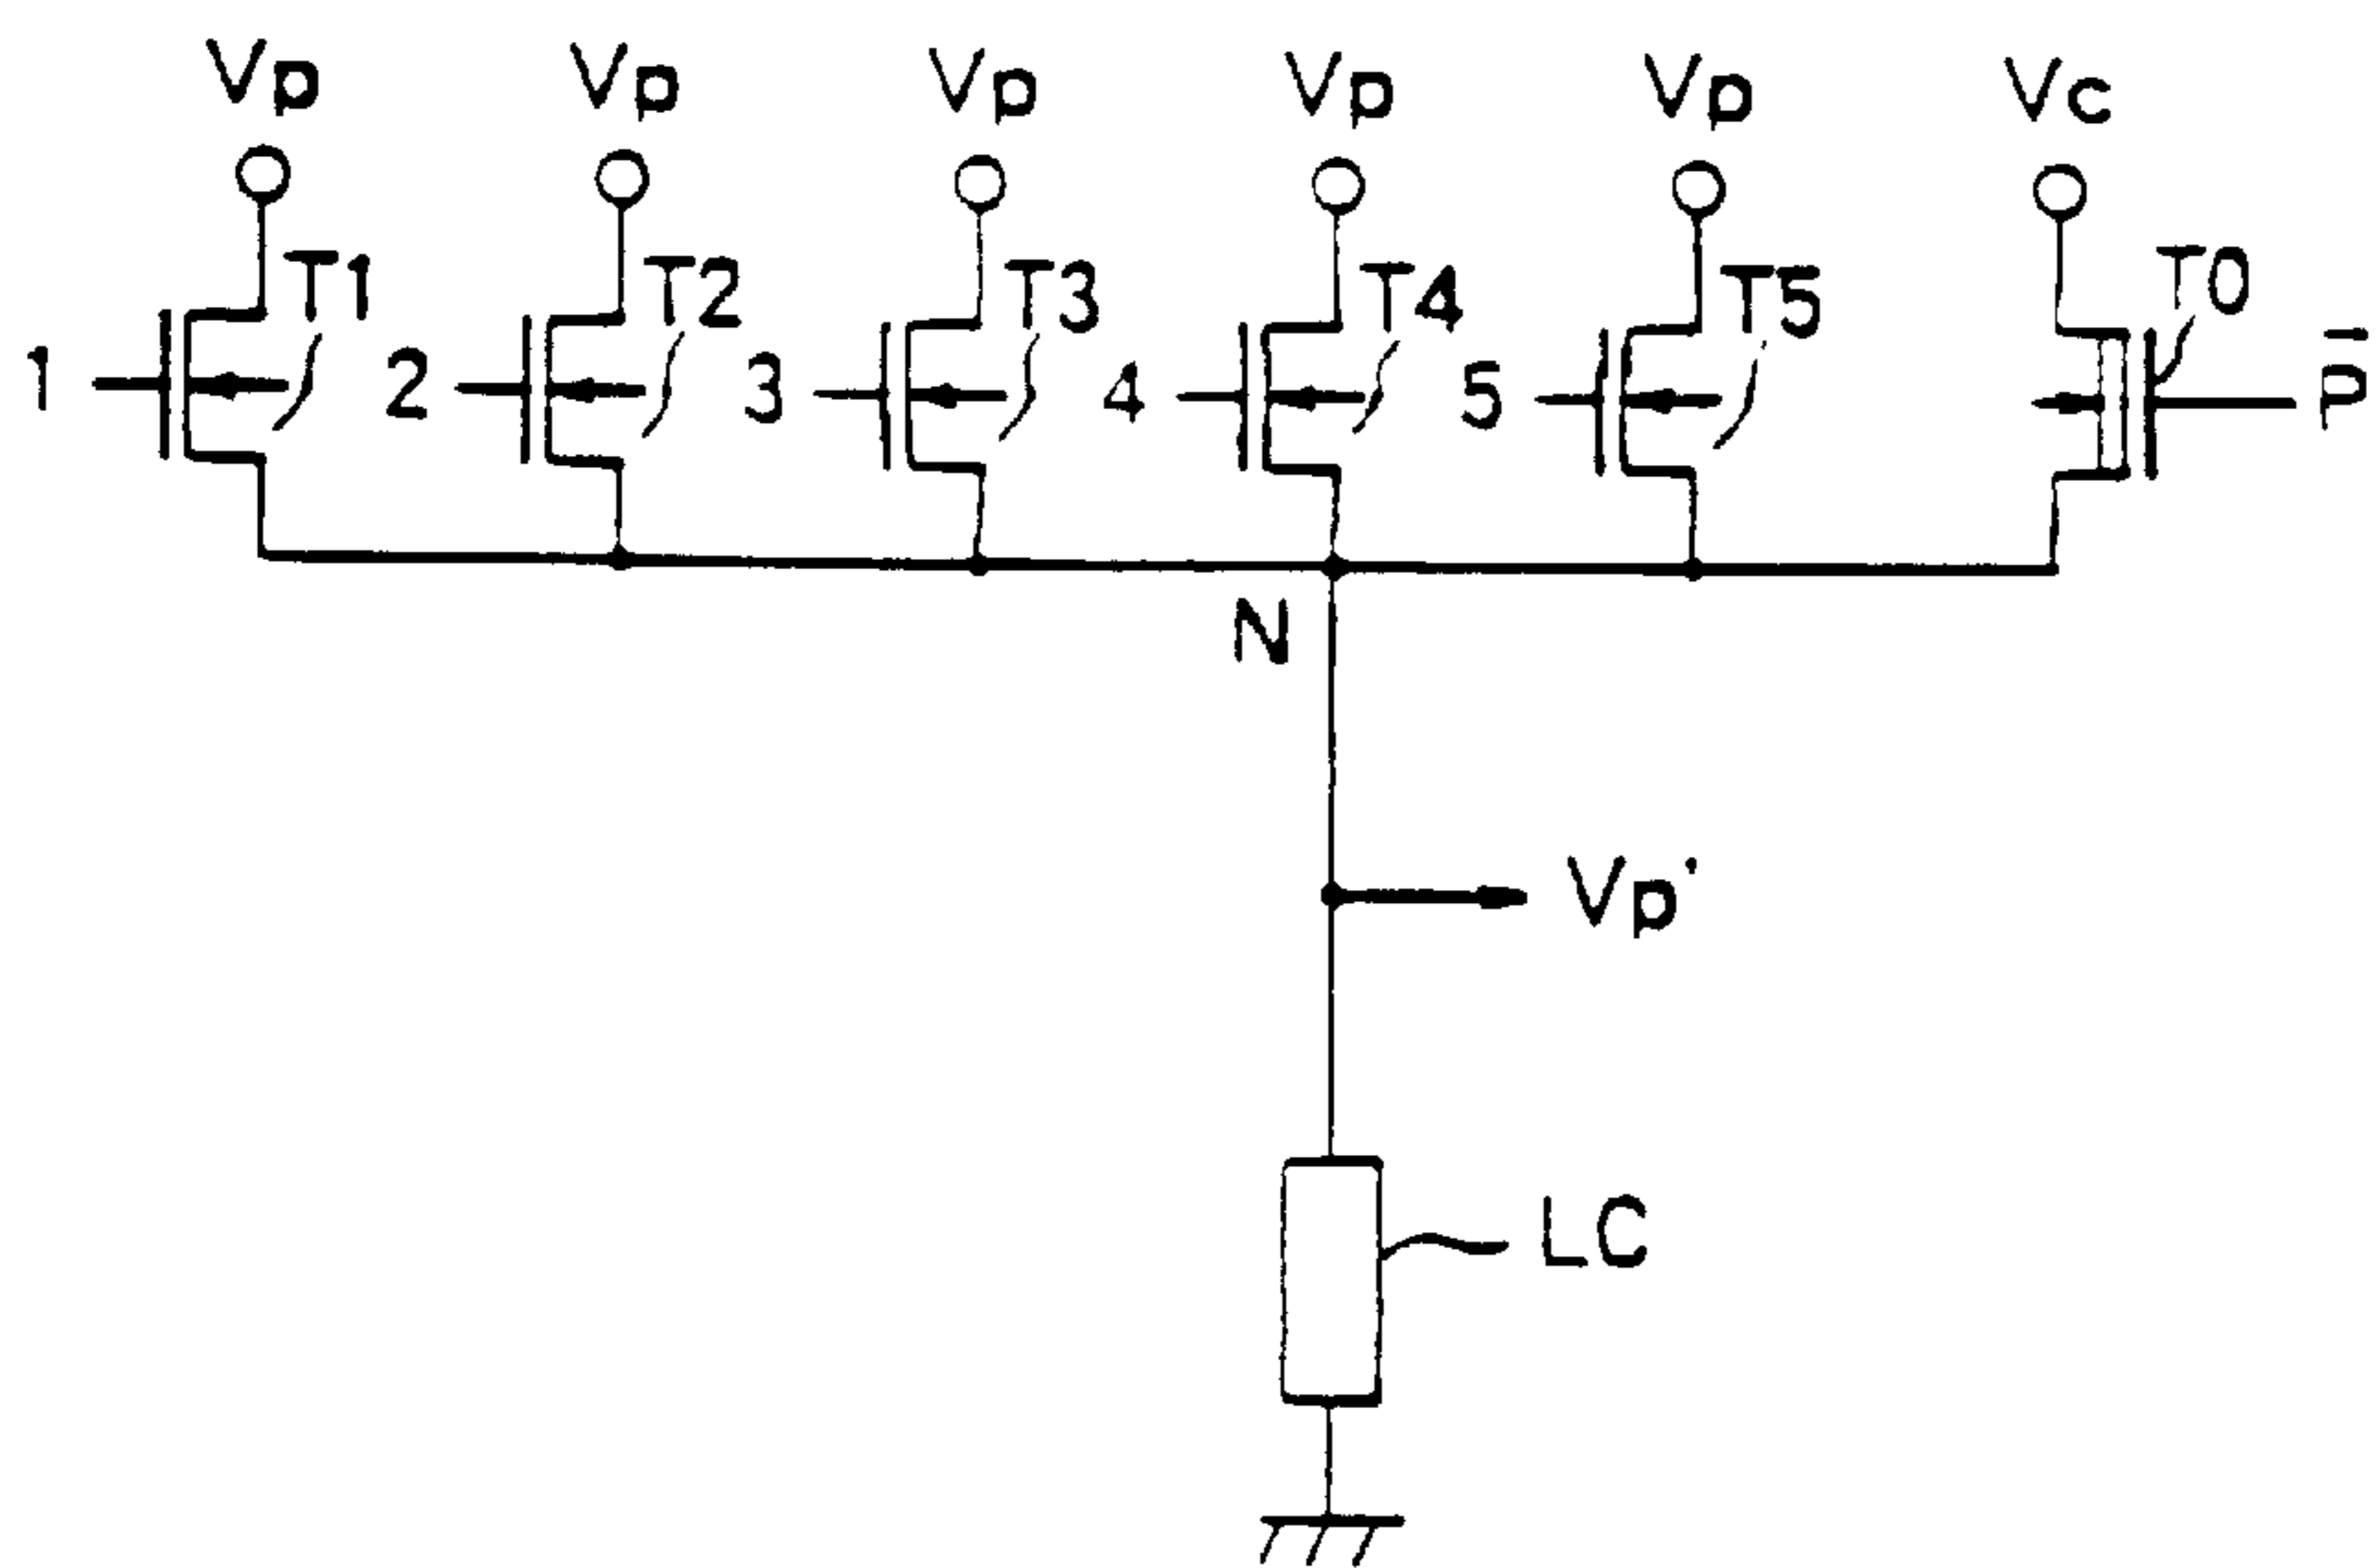 Vp Vp Vp Vp Vp Vc
T1 T2 T3 T4 T5 T0
1 2 3 4 5 p̅
N
Vp'
LC